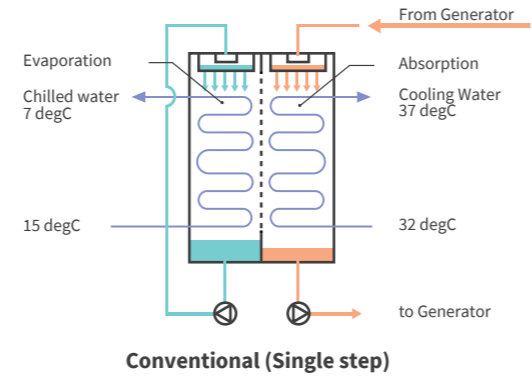 From Generator
Evaporation
Absorption
Chilled water
7 degC
Cooling Water
37 degC
15 degC
32 degC
to Generator
Conventional (Single step)